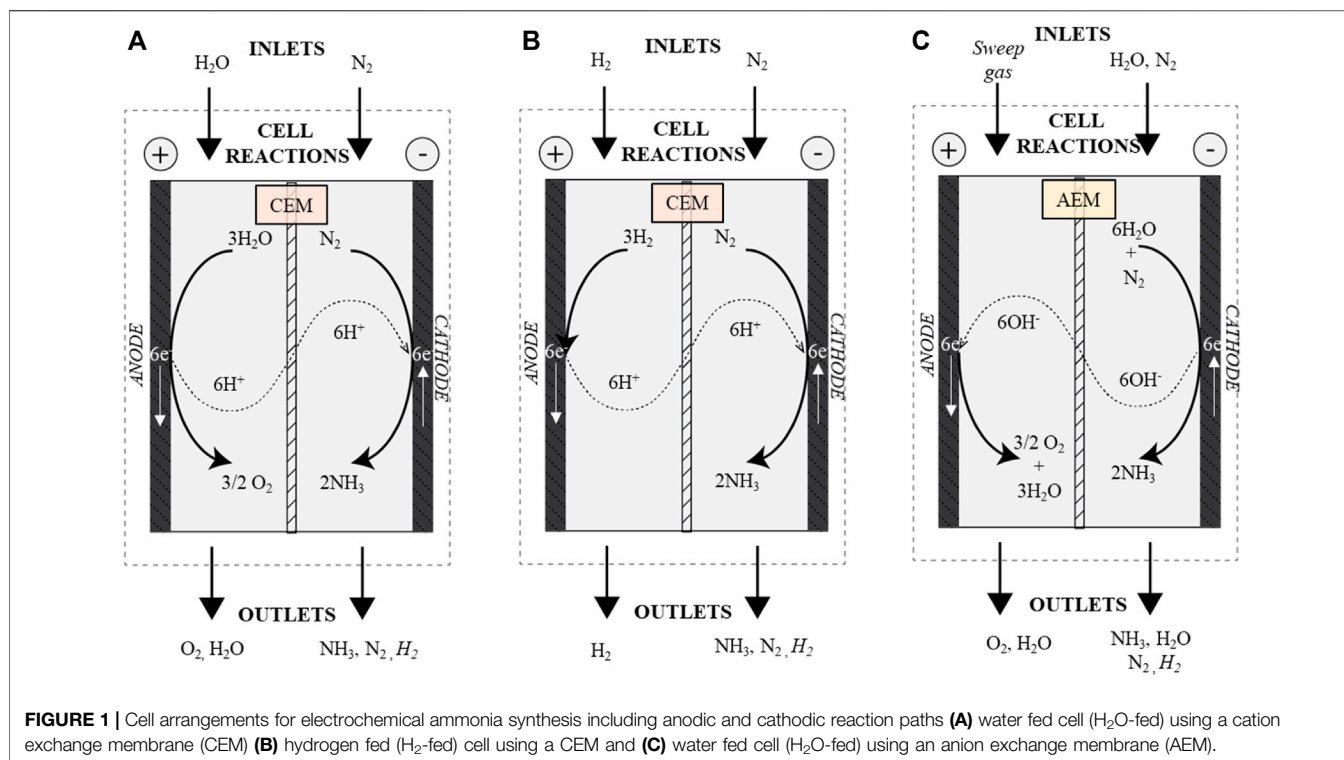 A
INLETS
H₂O
N₂
CELL
REACTIONS
+
-
CEM
3H₂O
N₂
6H⁺
ANODE
6e⁻
6H⁺
6e⁻
CATHODE
3/2 O₂
2NH₃
OUTLETS
O₂, H₂O
NH₃, N₂, H₂
B
INLETS
H₂
N₂
CELL
REACTIONS
+
-
CEM
3H₂
N₂
6H⁺
ANODE
6e⁻
6H⁺
6e⁻
CATHODE
2NH₃
OUTLETS
H₂
NH₃, N₂, H₂
C
INLETS
Sweep
gas
H₂O, N₂
CELL
REACTIONS
+
-
AEM
6H₂O
+
N₂
6OH⁻
ANODE
6e⁻
6OH⁻
6e⁻
CATHODE
3/2 O₂
+
3H₂O
2NH₃
OUTLETS
O₂, H₂O
NH₃, H₂O
N₂, H₂
FIGURE 1 | Cell arrangements for electrochemical ammonia synthesis including anodic and cathodic reaction paths (A) water fed cell (H₂O-fed) using a cation
exchange membrane (CEM) (B) hydrogen fed (H₂-fed) cell using a CEM and (C) water fed cell (H₂O-fed) using an anion exchange membrane (AEM).